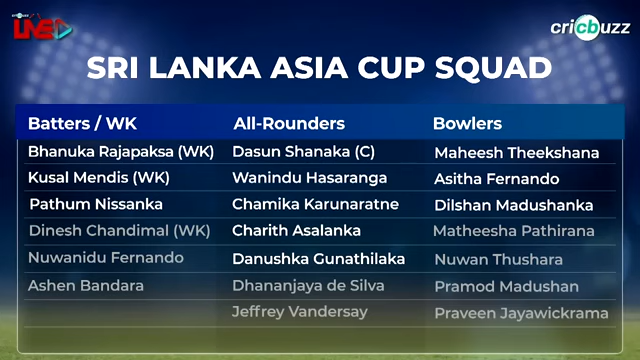 cricbuzz
LIVE
cricbuzz
SRI LANKA ASIA CUP SQUAD
Batters / WK All-Rounders Bowlers
Bhanuka Rajapaksa (WK) Dasun Shanaka (C) Maheesh Theekshana
Kusal Mendis (WK) Wanindu Hasaranga Asitha Fernando
Pathum Nissanka Chamika Karunaratne Dilshan Madushanka
Dinesh Chandimal (WK) Charith Asalanka Matheesha Pathirana
Nuwanidu Fernando Danushka Gunathilaka Nuwan Thushara
Ashen Bandara Dhananjaya de Silva Pramod Madushan
Jeffrey Vandersay Praveen Jayawickrama